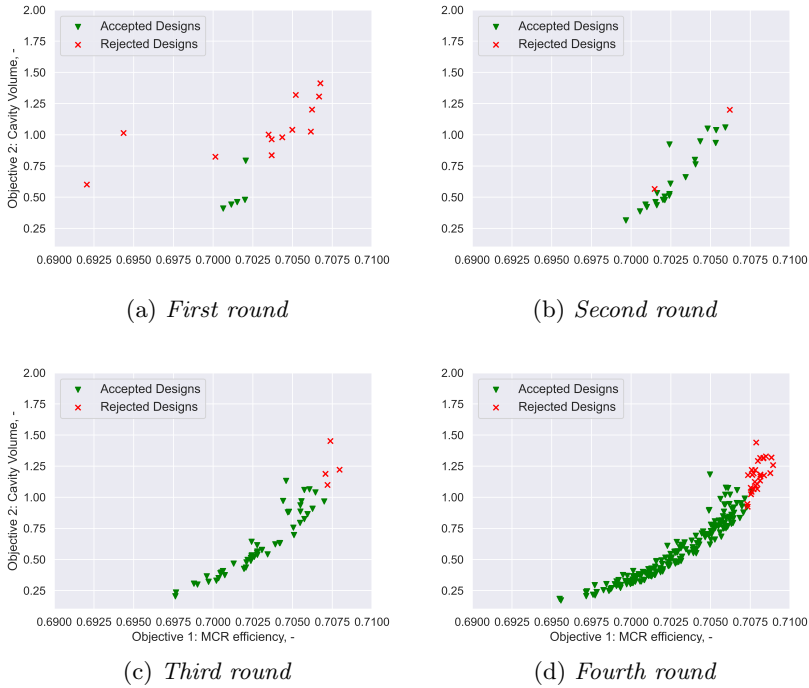 2.00
1.75
1.50
1.25
1.00
0.75
0.50
0.25
Objective 2: Cavity Volume, -
Accepted Designs
Rejected Designs
0.6900 0.6925 0.6950 0.6975 0.7000 0.7025 0.7050 0.7075 0.7100
(a) First round
2.00
1.75
1.50
1.25
1.00
0.75
0.50
0.25
Accepted Designs
Rejected Designs
0.6900 0.6925 0.6950 0.6975 0.7000 0.7025 0.7050 0.7075 0.7100
(b) Second round
2.00
1.75
1.50
1.25
1.00
0.75
0.50
0.25
Objective 2: Cavity Volume, -
Accepted Designs
Rejected Designs
0.6900 0.6925 0.6950 0.6975 0.7000 0.7025 0.7050 0.7075 0.7100
Objective 1: MCR efficiency, -
(c) Third round
2.00
1.75
1.50
1.25
1.00
0.75
0.50
0.25
Accepted Designs
Rejected Designs
0.6900 0.6925 0.6950 0.6975 0.7000 0.7025 0.7050 0.7075 0.7100
Objective 1: MCR efficiency, -
(d) Fourth round